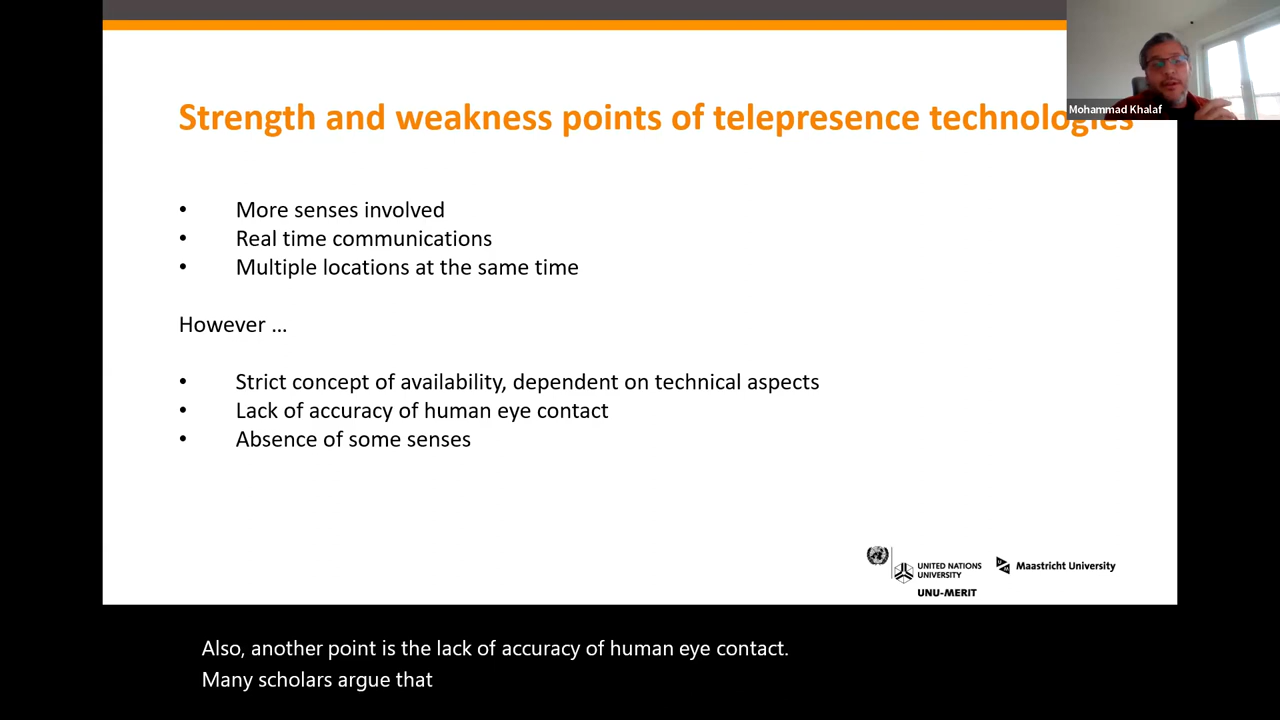 Strength and weakness points of telepresence technologies
Mohammad Khalaf
• More senses involved
• Real time communications
• Multiple locations at the same time
However ...
• Strict concept of availability, dependent on technical aspects
• Lack of accuracy of human eye contact
• Absence of some senses
UNITED NATIONS
UNIVERSITY
UNU-MERIT
Maastricht University
Also, another point is the lack of accuracy of human eye contact.
Many scholars argue that